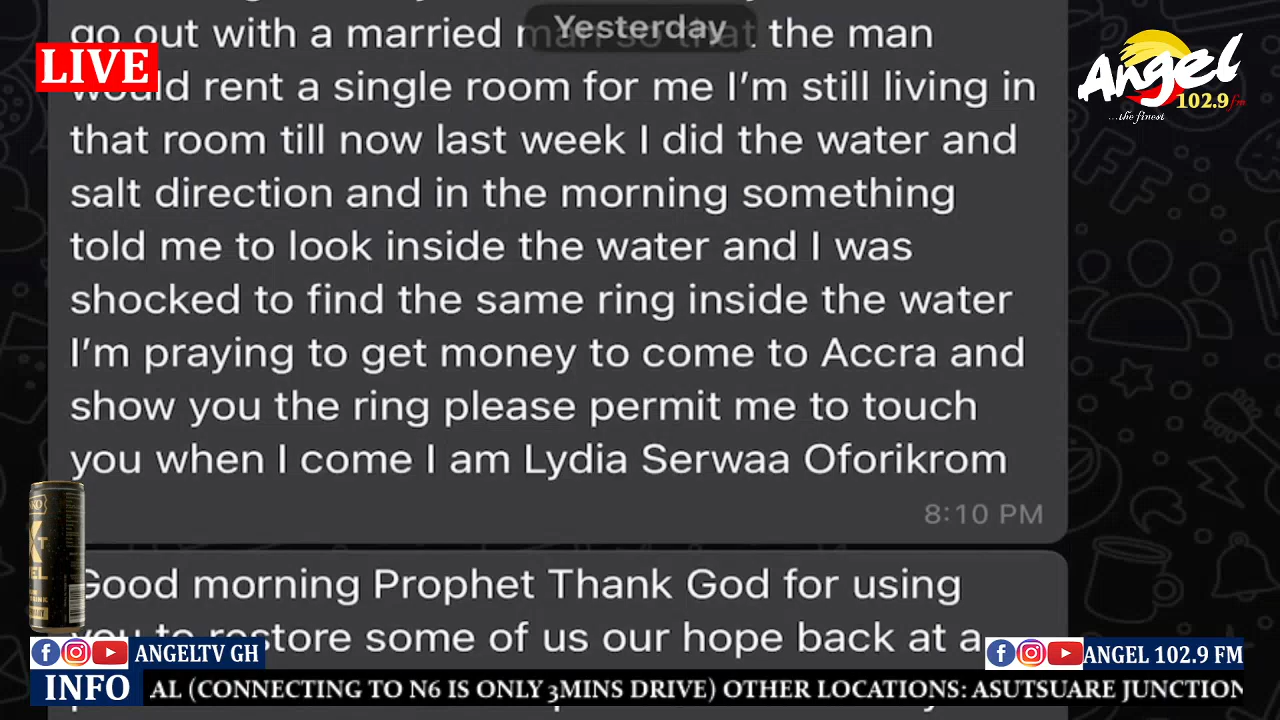 Yesterday
go out with a married man so that the man
would rent a single room for me I'm still living in
that room till now last week I did the water and
salt direction and in the morning something
told me to look inside the water and I was
shocked to find the same ring inside the water
I'm praying to get money to come to Accra and
show you the ring please permit me to touch
you when I come I am Lydia Serwaa Oforikrom
8:10 PM
Good morning Prophet Thank God for using
you to restore some of us our hope back at a
LIVE
Angel
102.9 fm
...the finest
ANGELTV GH
ANGEL 102.9 FM
INFO
AL (CONNECTING TO N6 IS ONLY 3MINS DRIVE) OTHER LOCATIONS: ASUTSUARE JUNCTION